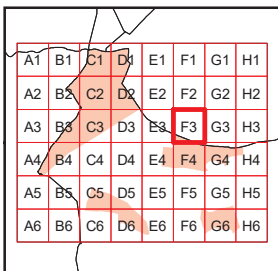 A1 B1 C1 D1 E1 F1 G1 H1
A2 B2 C2 D2 E2 F2 G2 H2
A3 B3 C3 D3 E3 F3 G3 H3
A4 B4 C4 D4 E4 F4 G4 H4
A5 B5 C5 D5 E5 F5 G5 H5
A6 B6 C6 D6 E6 F6 G6 H6